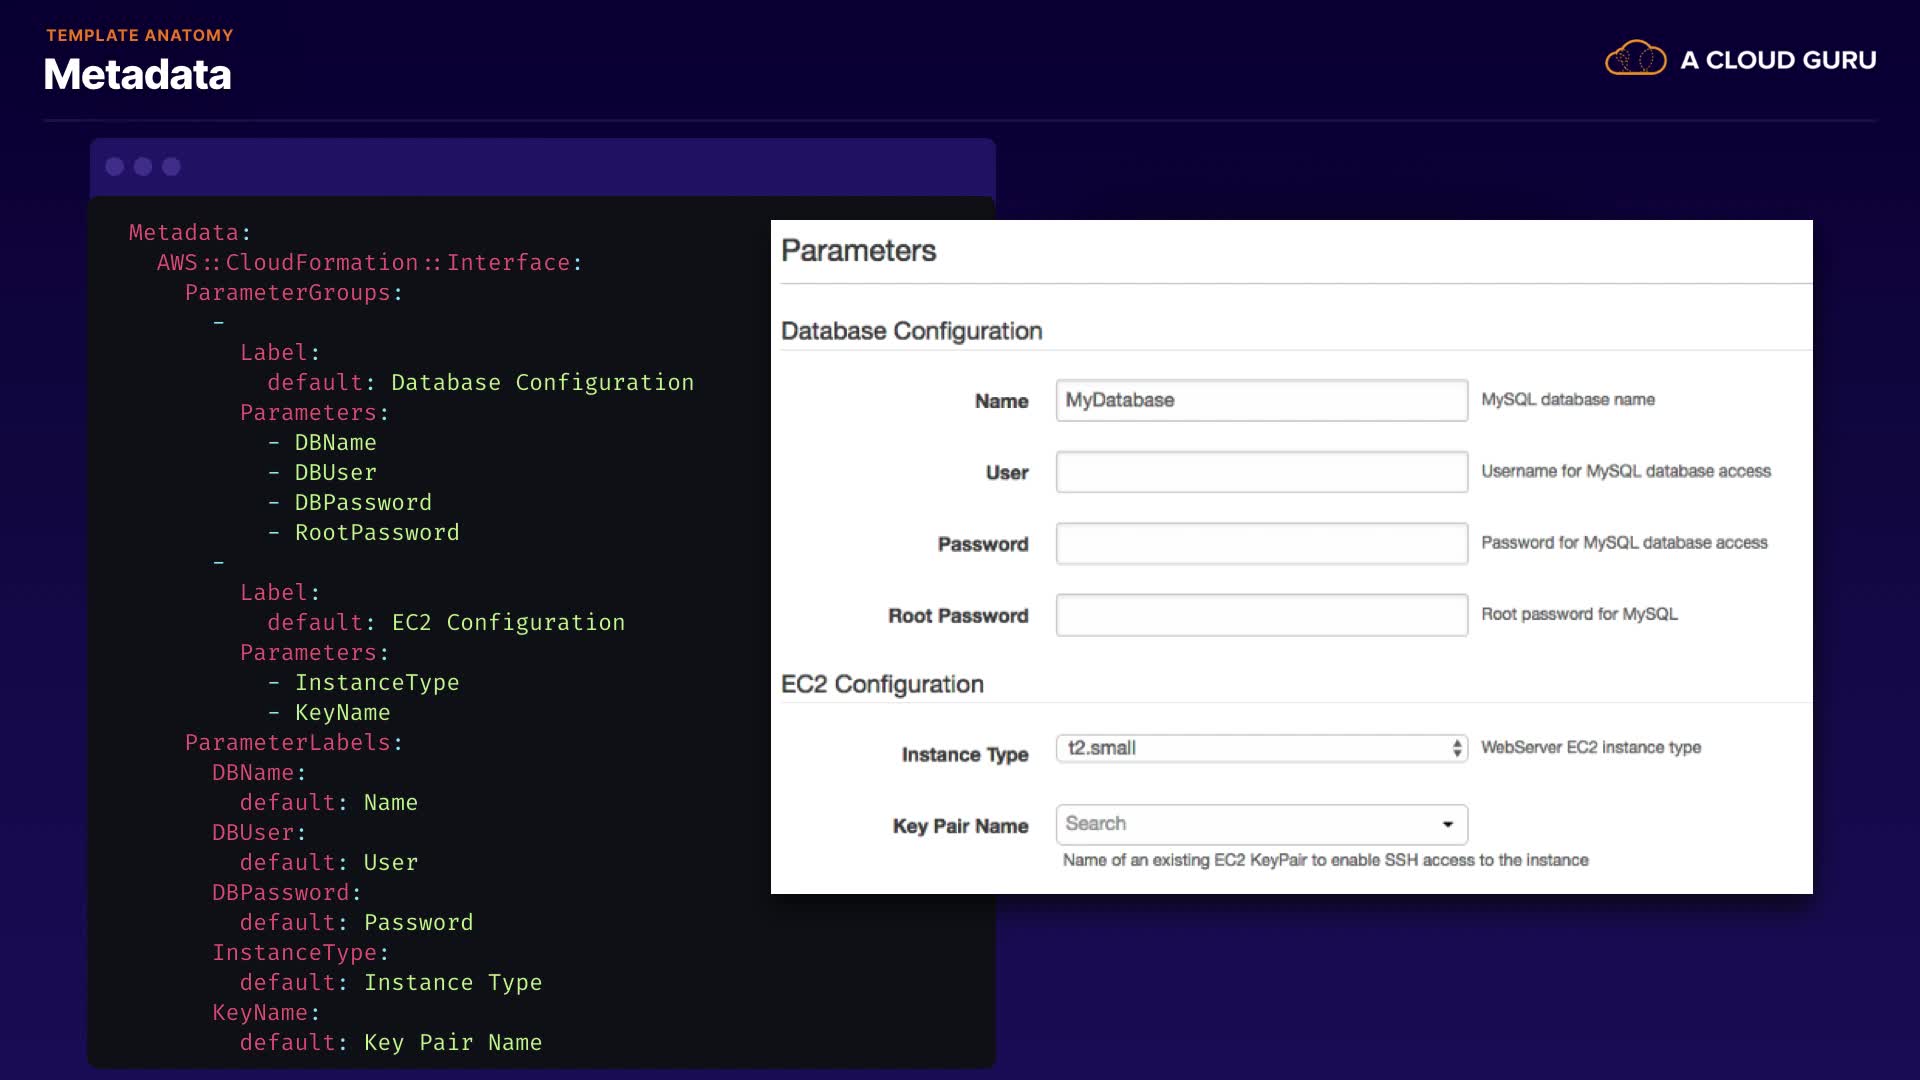 TEMPLATE ANATOMY
Metadata
A CLOUD GURU
Metadata:
AWS::CloudFormation::Interface:
ParameterGroups:
-
Label:
default: Database Configuration
Parameters:
- DBName
- DBUser
- DBPassword
- RootPassword
-
Label:
default: EC2 Configuration
Parameters:
- InstanceType
- KeyName
ParameterLabels:
DBName:
default: Name
DBUser:
default: User
DBPassword:
default: Password
InstanceType:
default: Instance Type
KeyName:
default: Key Pair Name
Parameters
Database Configuration
Name MyDatabase MySQL database name
User Username for MySQL database access
Password Password for MySQL database access
Root Password Root password for MySQL
EC2 Configuration
Instance Type t2.small WebServer EC2 instance type
Key Pair Name Search
Name of an existing EC2 KeyPair to enable SSH access to the instance